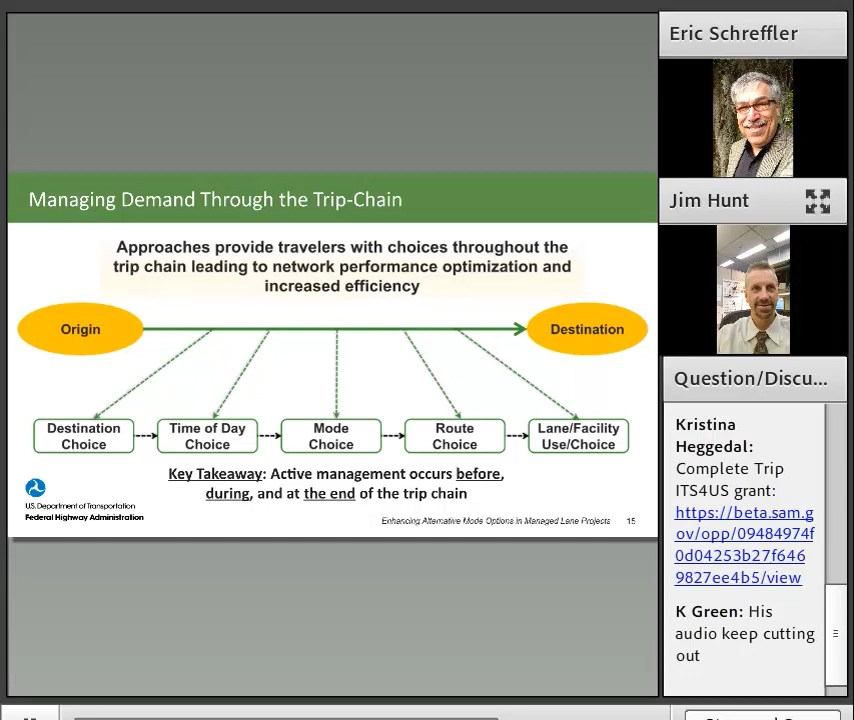 Eric Schreffler
Managing Demand Through the Trip-Chain
Approaches provide travelers with choices throughout the
trip chain leading to network performance optimization and
increased efficiency
Origin
Destination
Destination
Choice
Time of Day
Choice
Mode
Choice
Route
Choice
Lane/Facility
Use/Choice
Key Takeaway: Active management occurs before,
during, and at the end of the trip chain
U.S. Department of Transportation
Federal Highway Administration
Enhancing Alternative Mode Options in Managed Lane Projects
15
Jim Hunt
Question/Discu...
Kristina
Heggedal:
Complete Trip
ITS4US grant:
https://beta.sam.g
ov/opp/09484974f
0d04253b27f646
9827ee4b5/view
K Green: His
audio keep cutting
out